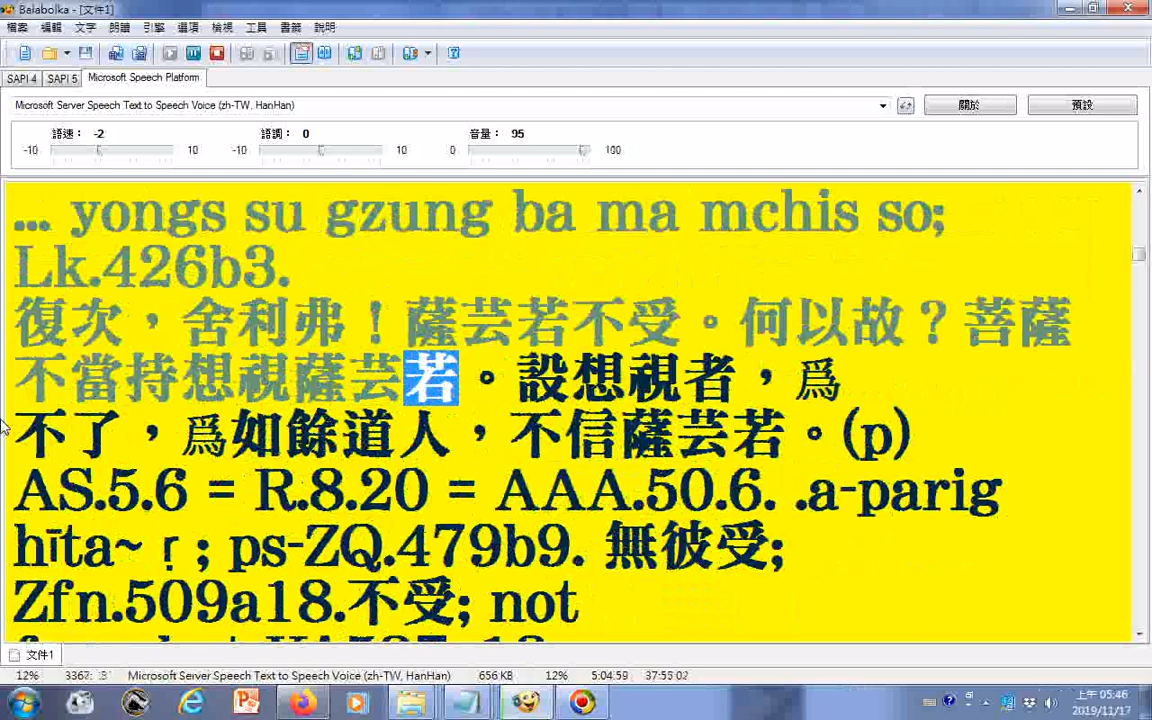 Balabolka - [文件1]
檔案 編輯 文字 朗讀 引擎 選項 檢視 工具 書籤 說明
SAPI 4 SAPI 5 Microsoft Speech Platform
Microsoft Server Speech Text to Speech Voice (zh-TW, HanHan) 關於 預設
語速： -2 語調： 0 音量： 95
-10 10 -10 10 0 100
... yongs su gzung ba ma mchis so;
Lk.426b3.
復次，舍利弗！薩芸若不受。何以故？菩薩
不當持想視薩芸若。設想視者，爲
不了，爲如餘道人，不信薩芸若。(p)
AS.5.6 = R.8.20 = AAA.50.6. .a-parig
hīta~ ṛ ; ps-ZQ.479b9. 無彼受;
Zfn.509a18.不受; not
文件1
12% Microsoft Server Speech Text to Speech Voice (zh-TW, HanHan) 656 KB 12% 5:04:59 37:55:02
上午 05:46
2019/11/17